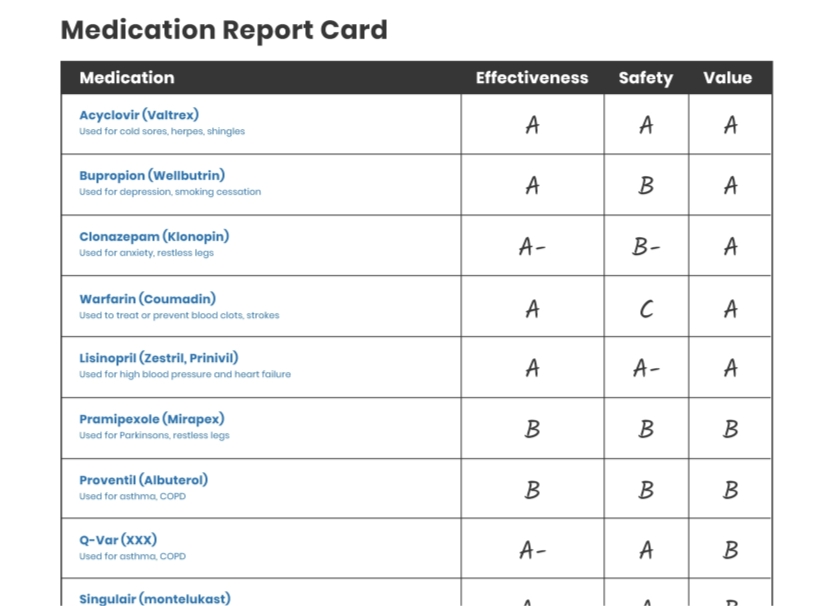 Medication Report Card
Medication Effectiveness Safety Value
Acyclovir (Valtrex)
Used for cold sores, herpes, shingles
A A A
Bupropion (Wellbutrin)
Used for depression, smoking cessation
A B A
Clonazepam (Klonopin)
Used for anxiety, restless legs
A- B- A
Warfarin (Coumadin)
Used to treat or prevent blood clots, strokes
A C A
Lisinopril (Zestril, Prinivil)
Used for high blood pressure and heart failure
A A- A
Pramipexole (Mirapex)
Used for Parkinsons, restless legs
B B B
Proventil (Albuterol)
Used for asthma, COPD
B B B
Q-Var (XXX)
Used for asthma, COPD
A- A B
Singulair (montelukast)